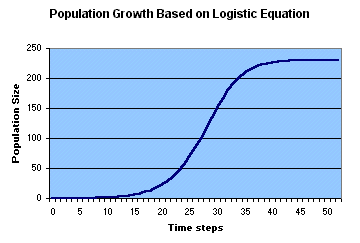 Population Growth Based on Logistic Equation
250
200
150
100
50
0
Population Size
0 5 10 15 20 25 30 35 40 45 50
Time steps